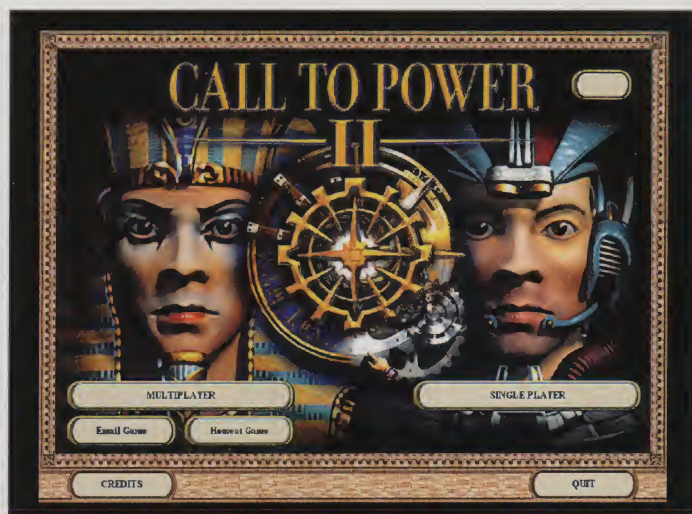 CALL TO POWER
II
MULTIPLAYER
SINGLE PLAYER
Email Game
Hotseat Game
CREDITS
QUIT